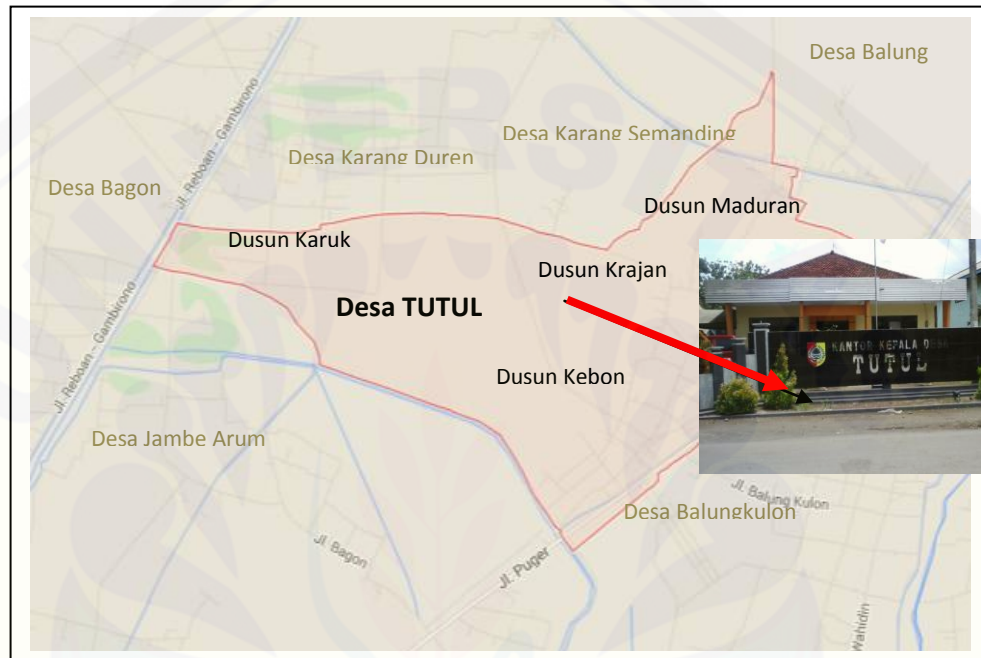 Desa Balung
Desa Karang Semanding
Desa Karang Duren
Jl. Reboan - Gambirono
Desa Bagon
Dusun Maduran
Dusun Karuk
Dusun Krajan
Desa TUTUL
KANTOR KEPALA DESA
TUTUL
Dusun Kebon
Jl. Reboan - Gambirono
Desa Jambe Arum
Jl. Balung Kulon
Desa Balungkulon
Jl. Bagon
Jl. Puger
Wahidin
UNIVERSIT